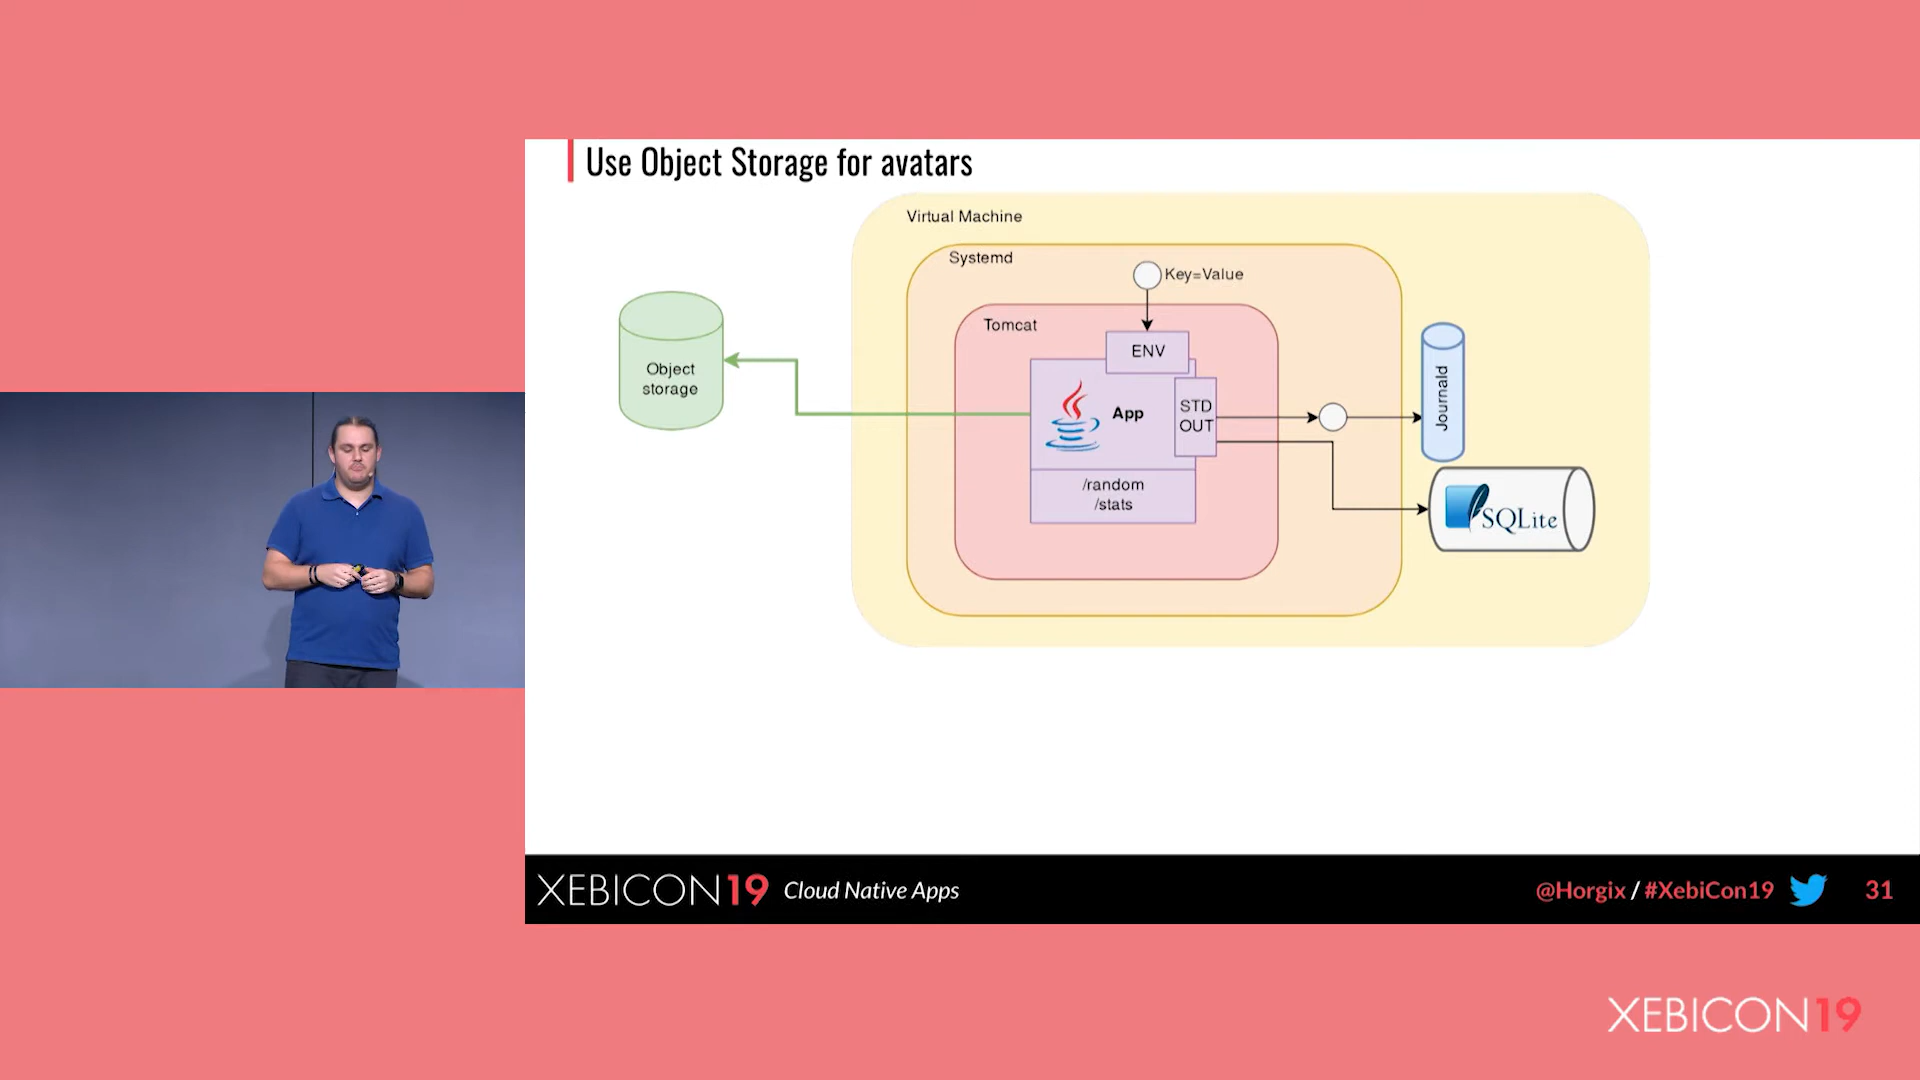 Use Object Storage for avatars
Virtual Machine
Systemd
Key=Value
Tomcat
ENV
Object
storage
App
STD
OUT
Journald
/random
/stats
SQLite
XEBICON19 Cloud Native Apps
@Horgix / #XebiCon19 31
XEBICON19